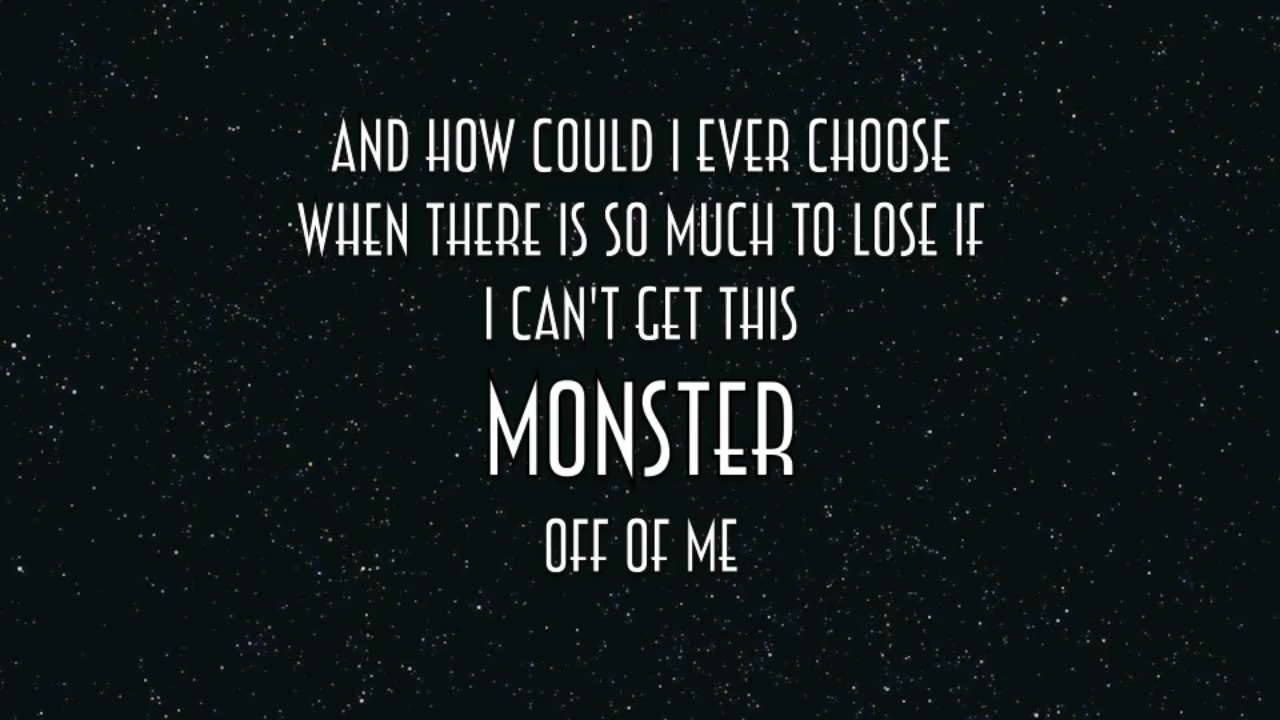 AND HOW COULD I EVER CHOOSE
WHEN THERE IS SO MUCH TO LOSE IF
I CAN'T GET THIS
MONSTER
OFF OF ME